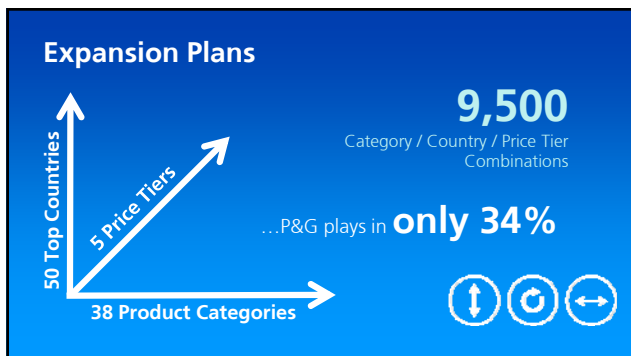 Expansion Plans
50 Top Countries
5 Price Tiers
38 Product Categories
9,500
Category / Country / Price Tier
Combinations
…P&G plays in only 34%